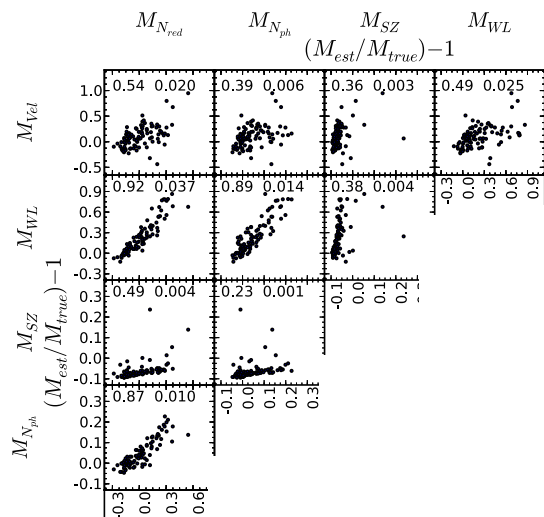 $M_{N_{red}}$ $M_{N_{ph}}$ $M_{SZ}$ $M_{WL}$
$(M_{est}/M_{true})-1$
$M_{Vel}$ 1.0 0.5 0.0 -0.5 0.54 0.020 0.39 0.006 0.36 0.003 0.49 0.025
-0.3 0.0 0.3 0.6 0.9
$M_{WL}$ 0.9 0.6 0.3 0.0 -0.3 0.92 0.037 0.89 0.014 0.38 0.004
-0.1 0.0 0.1 0.2 0.3
$(M_{est}/M_{true})-1$
$M_{SZ}$ 0.3 0.2 0.1 0.0 -0.1 0.49 0.004 0.23 0.001
-0.1 0.0 0.1 0.2 0.3
$M_{N_{ph}}$ 0.3 0.2 0.1 0.0 -0.1 0.87 0.010
-0.3 0.0 0.3 0.6